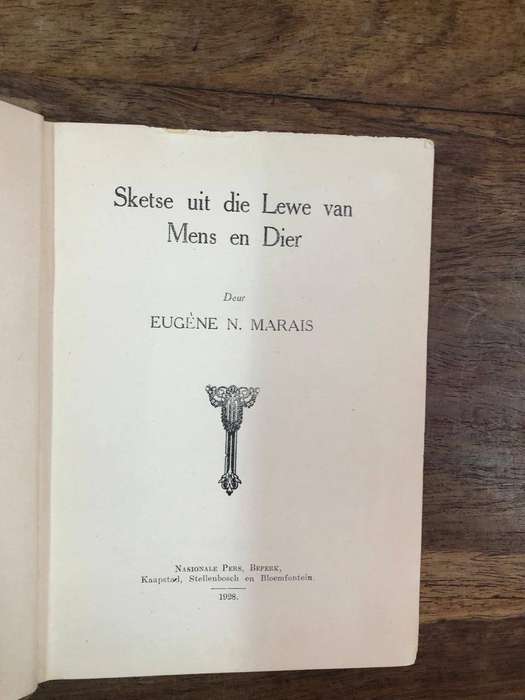 Sketse uit die Lewe van
Mens en Dier
Deur
EUGÈNE N. MARAIS
NASIONALE PERS, BEPERK,
Kaapstad, Stellenbosch en Bloemfontein.
1928.